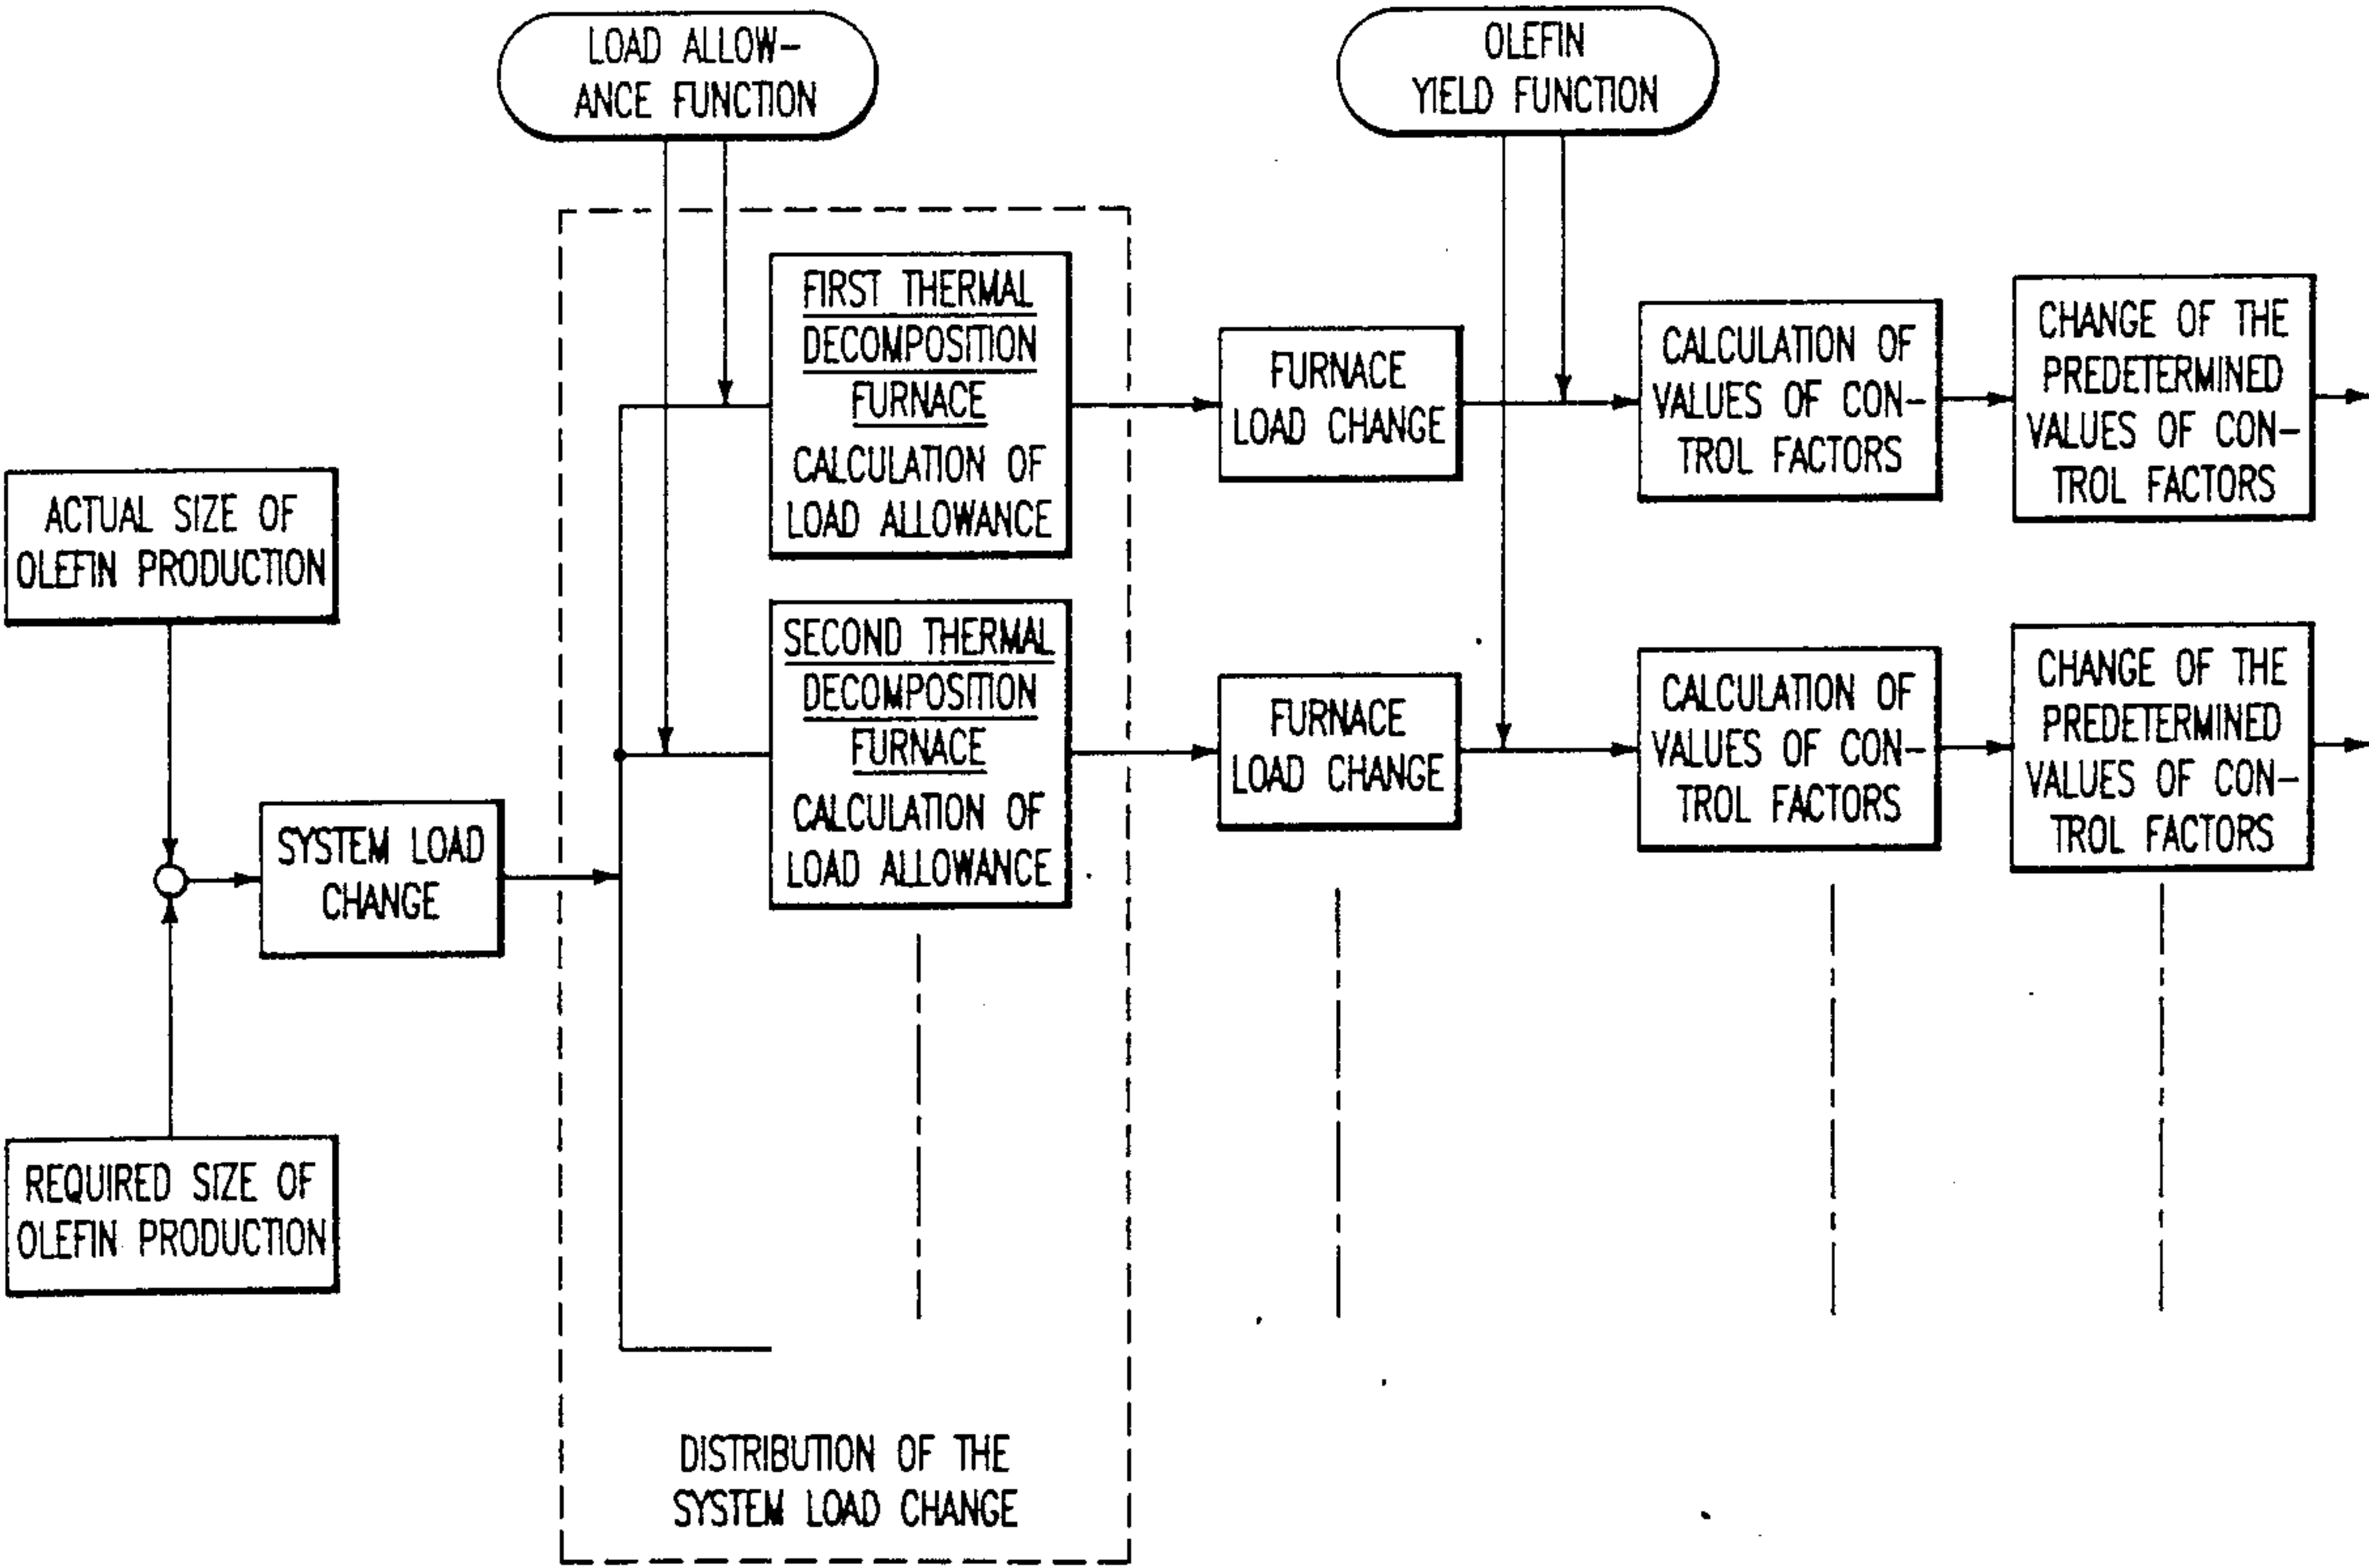 LOAD ALLOW-
ANCE FUNCTION
OLEFIN
YIELD FUNCTION
FIRST THERMAL
DECOMPOSITION
FURNACE
CALCULATION OF
LOAD ALLOWANCE
FURNACE
LOAD CHANGE
CALCULATION OF
VALUES OF CON-
TROL FACTORS
CHANGE OF THE
PREDETERMINED
VALUES OF CON-
TROL FACTORS
ACTUAL SIZE OF
OLEFIN PRODUCTION
SECOND THERMAL
DECOMPOSITION
FURNACE
CALCULATION OF
LOAD ALLOWANCE
FURNACE
LOAD CHANGE
CALCULATION OF
VALUES OF CON-
TROL FACTORS
CHANGE OF THE
PREDETERMINED
VALUES OF CON-
TROL FACTORS
SYSTEM LOAD
CHANGE
REQUIRED SIZE OF
OLEFIN PRODUCTION
DISTRIBUTION OF THE
SYSTEM LOAD CHANGE